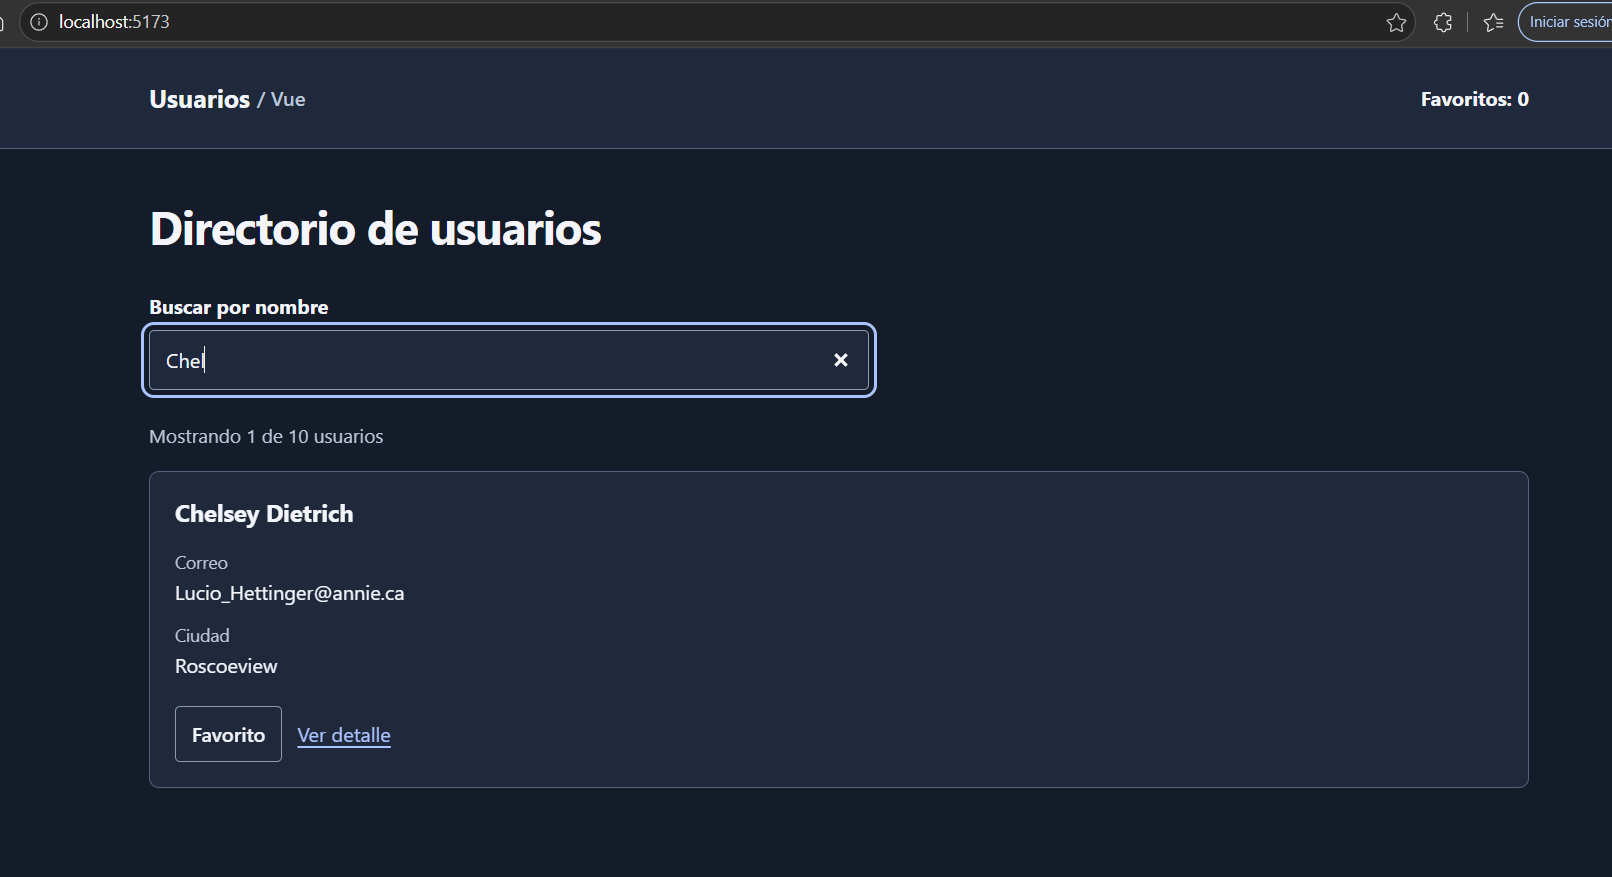 localhost:5173
Iniciar sesión
Usuarios / Vue
Favoritos: 0
Directorio de usuarios
Buscar por nombre
Chel
Mostrando 1 de 10 usuarios
Chelsey Dietrich
Correo
Lucio_Hettinger@annie.ca
Ciudad
Roscoeview
Favorito Ver detalle